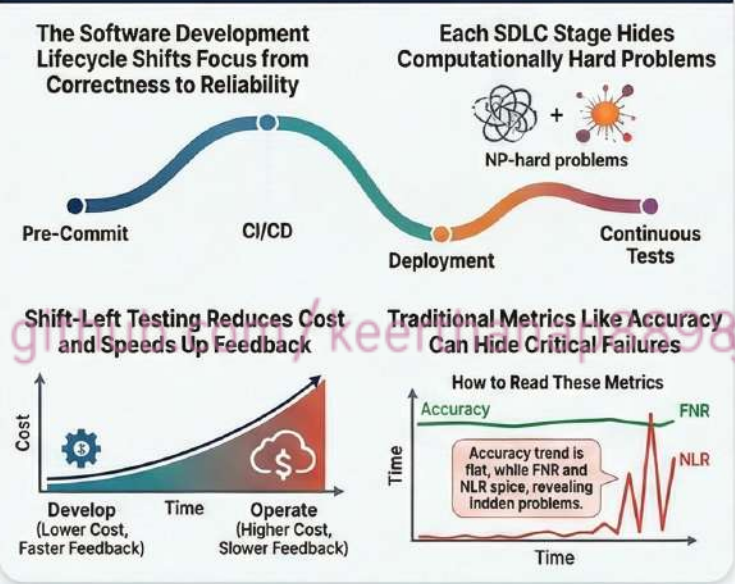 The Software Development
Lifecycle Shifts Focus from
Correctness to Reliability
Each SDLC Stage Hides
Computationally Hard Problems
+
NP-hard problems
Pre-Commit
CI/CD
Deployment
Continuous
Tests
Shift-Left Testing Reduces Cost
and Speeds Up Feedback
Traditional Metrics Like Accuracy
Can Hide Critical Failures
github.com/keerthanap8898
Cost
$
$
Develop
(Lower Cost,
Faster Feedback)
Time
Operate
(Higher Cost,
Slower Feedback)
How to Read These Metrics
Time
Accuracy
FNR
NLR
Accuracy trend is
flat, while FNR and
NLR spice, revealing
indden problems.
Time